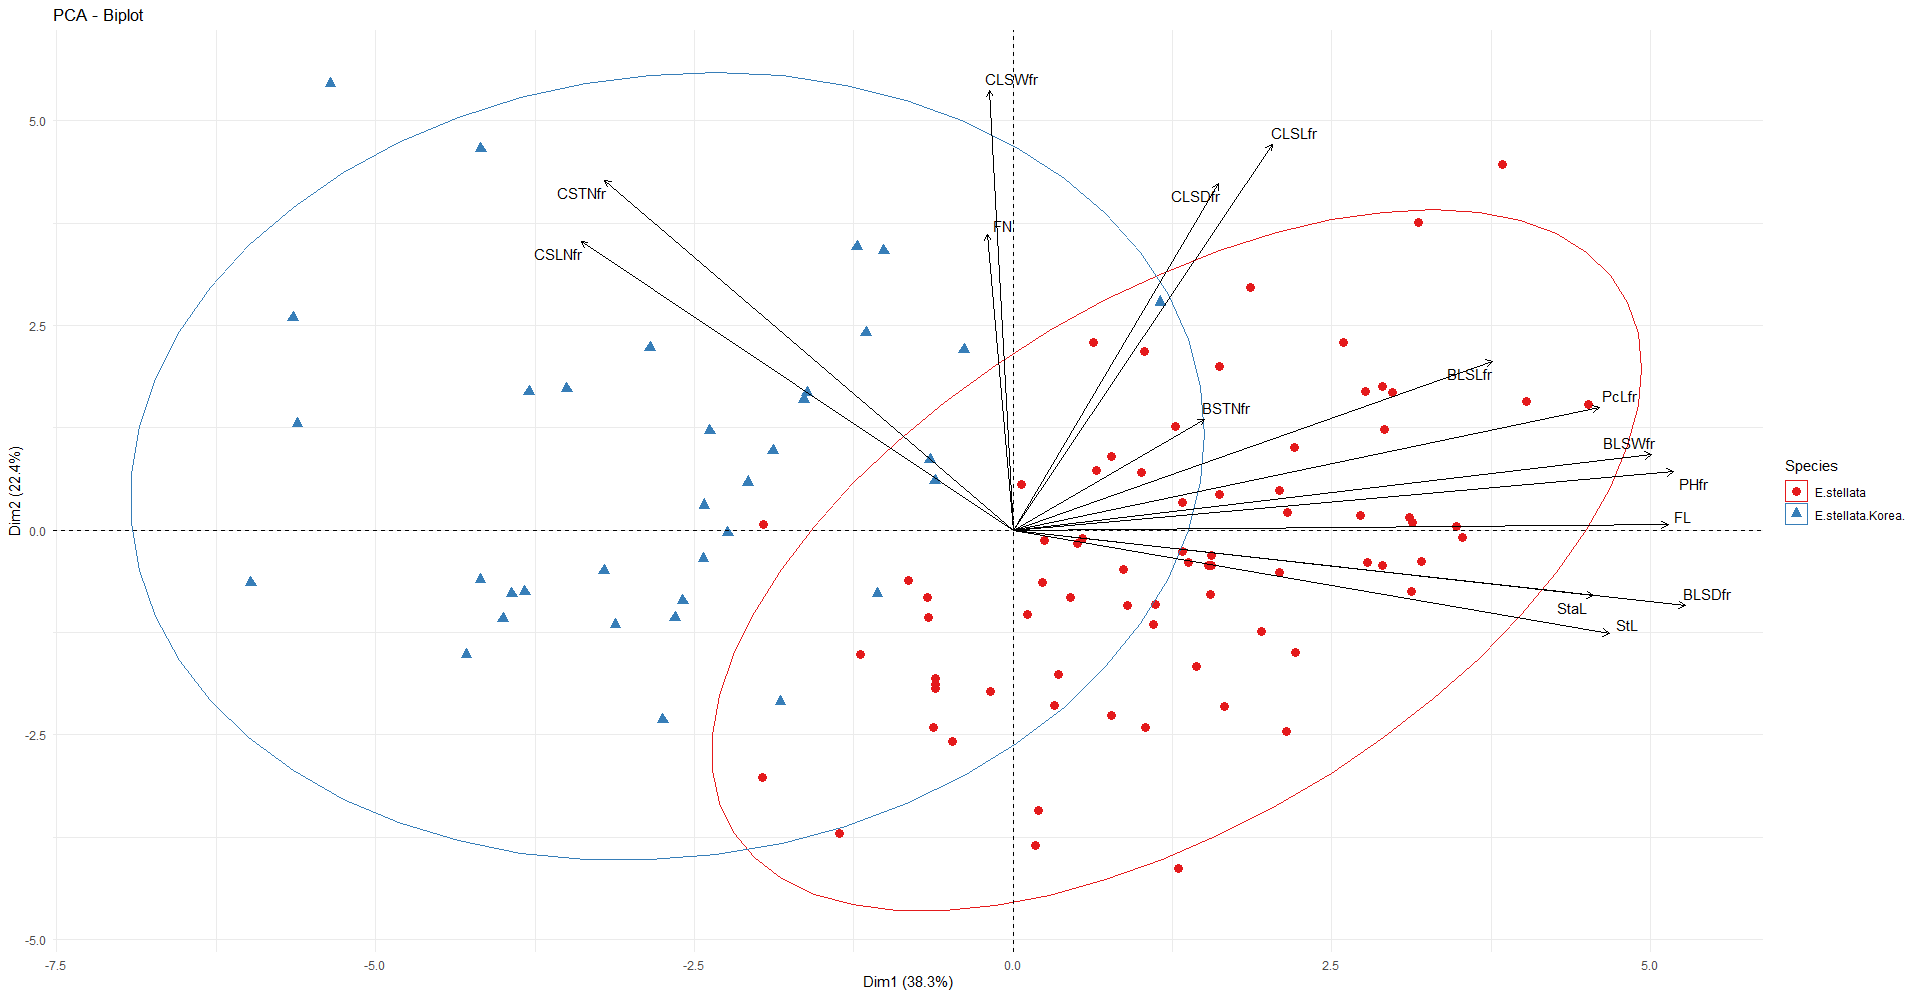 PCA - Biplot
CLSWfr
CLSLfr
CSTNfr
CLSDfr
FN
CSLNfr
BLSLfr
PcLfr
BSTNfr
BLSWfr
PHfr
FL
BLSDfr
StaL
StL
5.0
2.5
0.0
-2.5
-5.0
Dim2 (22.4%)
-7.5
-5.0
-2.5
0.0
2.5
5.0
Dim1 (38.3%)
Species
E.stellata
E.stellata.Korea.